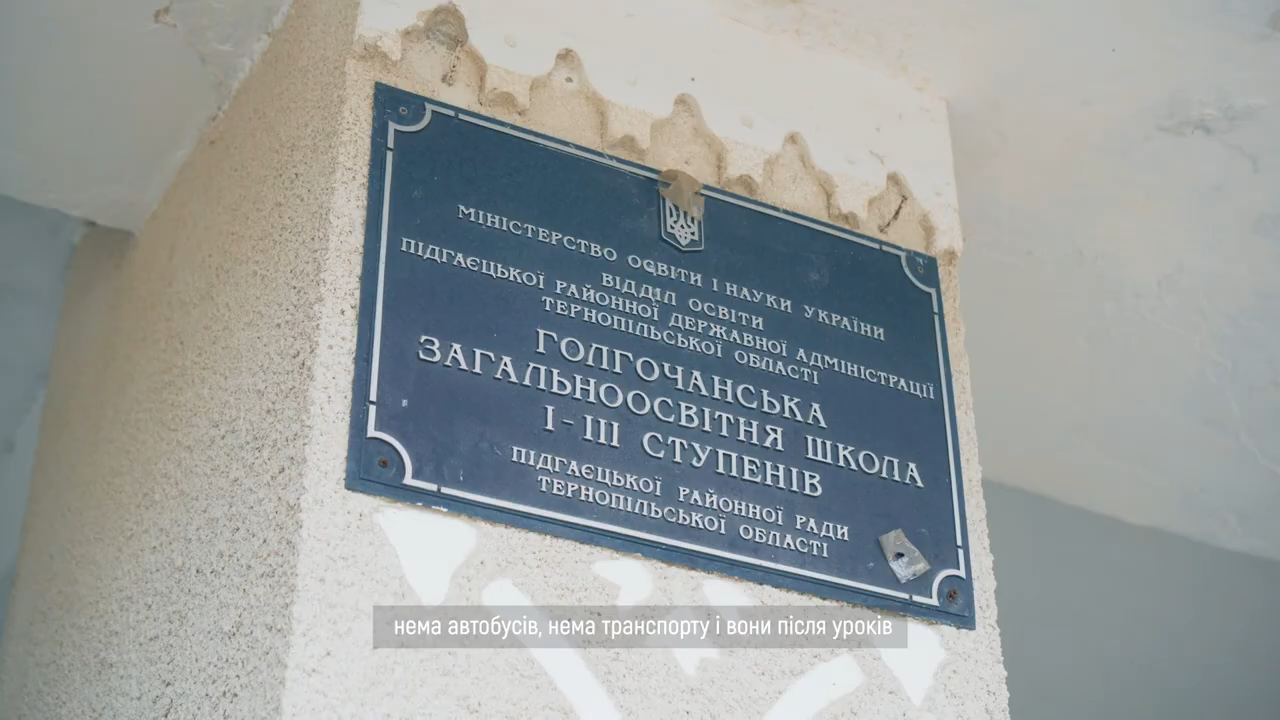 МІНІСТЕРСТВО ОСВІТИ І НАУКИ УКРАЇНИ
ВІДДІЛ ОСВІТИ
ПІДГАЄЦЬКОЇ РАЙОННОЇ ДЕРЖАВНОЇ АДМІНІСТРАЦІЇ
ТЕРНОПІЛЬСЬКОЇ ОБЛАСТІ
ГОЛГОЧАНСЬКА
ЗАГАЛЬНООСВІТНЯ ШКОЛА
І-ІІІ СТУПЕНІВ
ПІДГАЄЦЬКОЇ РАЙОННОЇ РАДИ
ТЕРНОПІЛЬСЬКОЇ ОБЛАСТІ
нема автобусів, нема транспорту і вони після уроків